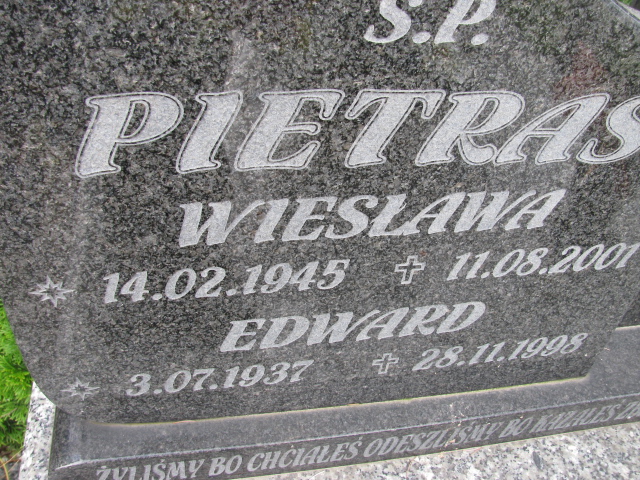 Ś.P.
PIETRAS
WIESŁAWA
14.02.1945 11.08.2001
EDWARD
3.07.1937 28.11.1998
ŻYLIŚMY BO CHCIAŁEŚ ODESZLIŚMY BO KAZAŁEŚ